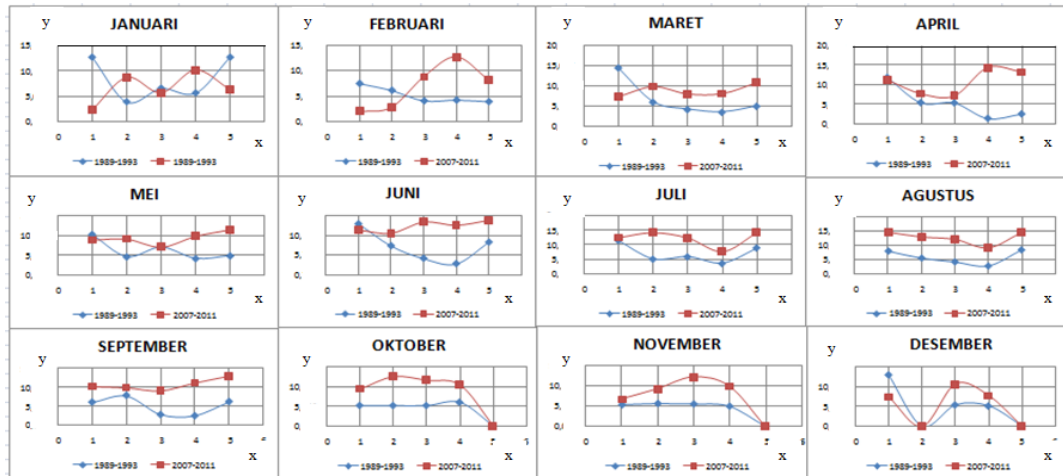 y JANUARI
15,
10,
5,0
0,
0 1 2 3 4 5 x
1989-1993 1989-1993
y FEBRUARI
15,
10,
5,
0,
0 1 2 3 4 5 x
1989-1993 2007-2011
y MARET
20,
15,
10,
5,
0,
0 1 2 3 4 5 x
1989-1993 2007-2011
y APRIL
20,
15,
10,
5,
0,
0 1 2 3 4 5 x
1989-1993 2007-2011
y MEI
10,
5,
0,
0 1 2 3 4 5 x
1989-1993 2007-2011
y JUNI
10,
5,
0,
0 1 2 3 4 5 x
1989-1993 2007-2011
y JULI
15,
10,
5,
0,
0 1 2 3 4 5 x
1989-1993 2007-2011
y AGUSTUS
15,
10,
5,
0,
0 1 2 3 4 5 x
1989-1993 2007-2011
y SEPTEMBER
10,
5,
0,
0 1 2 3 4 5 x
1989-1993 2007-2011
y OKTOBER
10,
5,
0,
0 1 2 3 4 5 x
1989-1993 2007-2011
y NOVEMBER
10,
5,
0,
0 1 2 3 4 5 x
1989-1993 2007-2011
y DESEMBER
10,
5,
0,
0 1 2 3 4 5 x
1989-1993 2007-2011